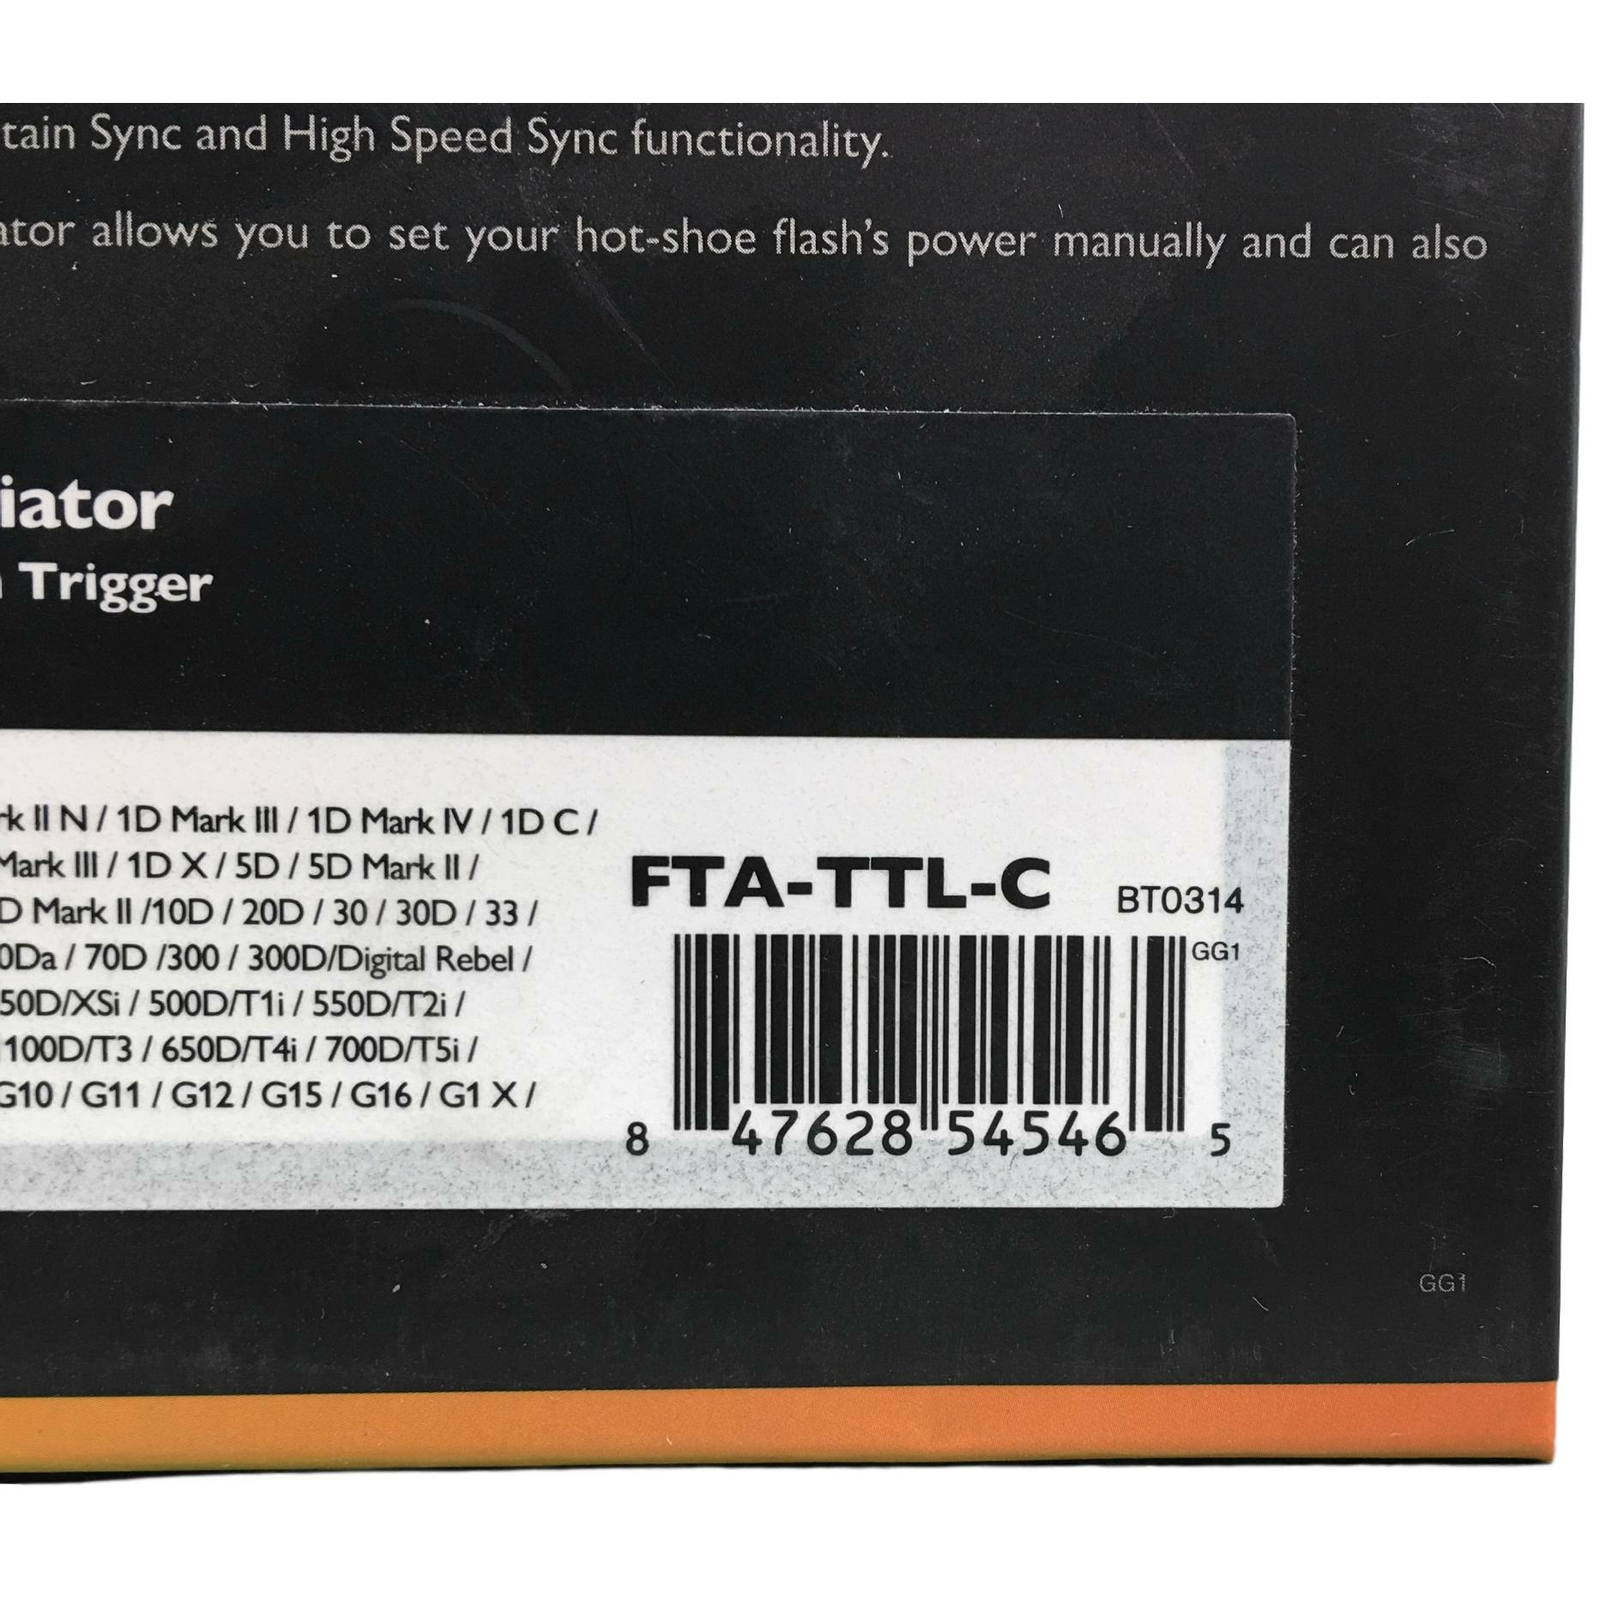 tain Sync and High Speed Sync functionality.
ator allows you to set your hot-shoe flash's power manually and can also
iator
Trigger
rk II N / 1D Mark III / 1D Mark IV / 1D C /
Mark III / 1D X / 5D / 5D Mark II /
D Mark II /10D / 20D / 30 / 30D / 33 /
0Da / 70D /300 / 300D/Digital Rebel /
50D/XSi / 500D/T1i / 550D/T2i /
100D/T3 / 650D/T4i / 700D/T5i /
G10 / G11 / G12 / G15 / G16 / G1 X /
FTA-TTL-C BT0314
GG1
8 47628 54546 5
GG1